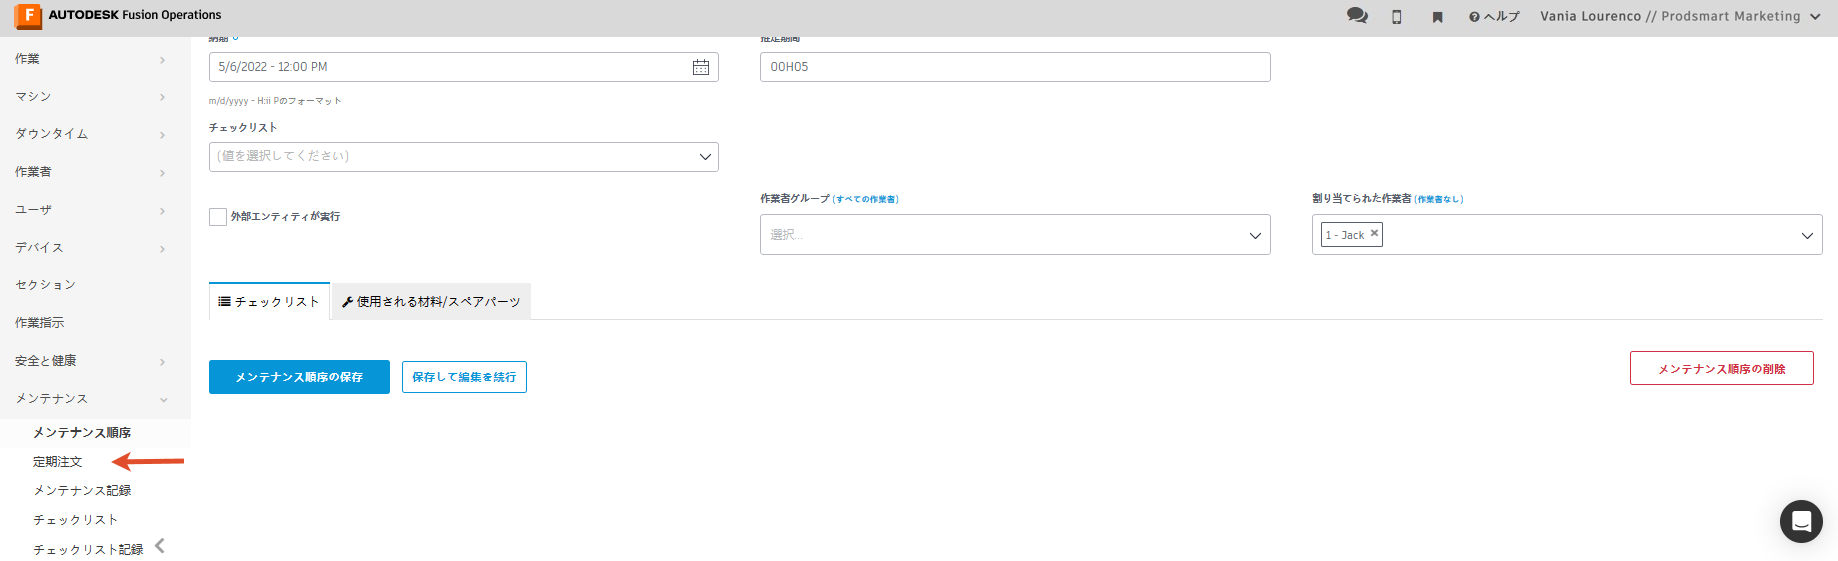 AUTODESK Fusion Operations
ヘルプ
Vania Lourenco // Prodsmart Marketing
作業
マシン
ダウンタイム
作業者
ユーザ
デバイス
セクション
作業指示
安全と健康
メンテナンス
メンテナンス順序
定期注文
メンテナンス記録
チェックリスト
チェックリスト記録
納期
推定期間
5/6/2022 - 12:00 PM
00H05
m/d/yyyy - H:ii Pのフォーマット
チェックリスト
(値を選択してください)
外部エンティティが実行
作業者グループ (すべての作業者)
選択...
割り当てられた作業者 (作業者なし)
1 - Jack
チェックリスト
使用される材料/スペアパーツ
メンテナンス順序の保存
保存して編集を続行
メンテナンス順序の削除